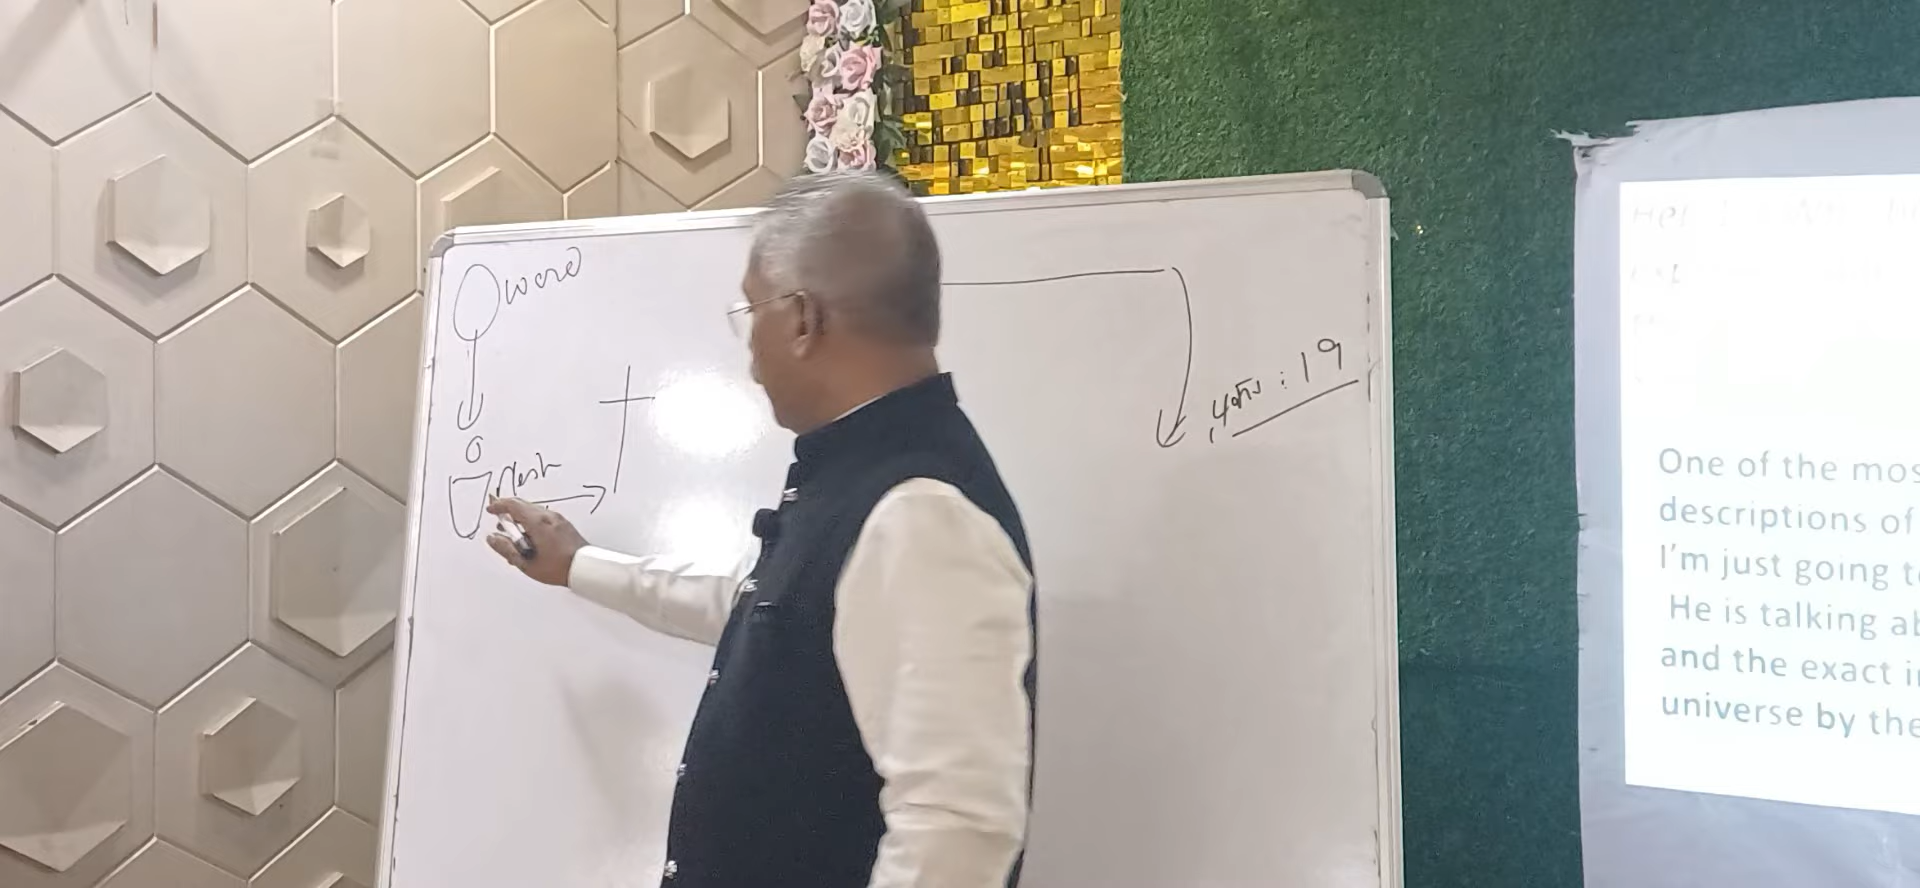 word
flesh
: 19
One of the mos
descriptions of
I'm just going t
He is talking ab
and the exact i
universe by the